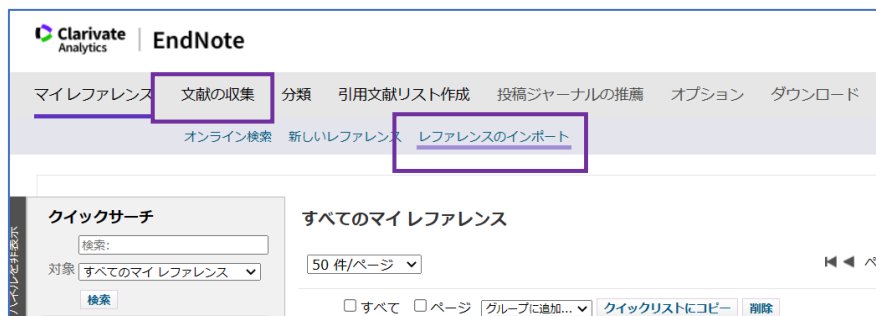 Clarivate Analytics EndNote
マイレファレンス 文献の収集 分類 引用文献リスト作成 投稿ジャーナルの推薦 オプション ダウンロード
オンライン検索 新しいレファレンス レファレンスのインポート
クイックサーチ
検索:
対象 すべてのマイ レファレンス
検索
すべてのマイ レファレンス
50 件/ページ
すべて ページ グループに追加... クイックリストにコピー 削除